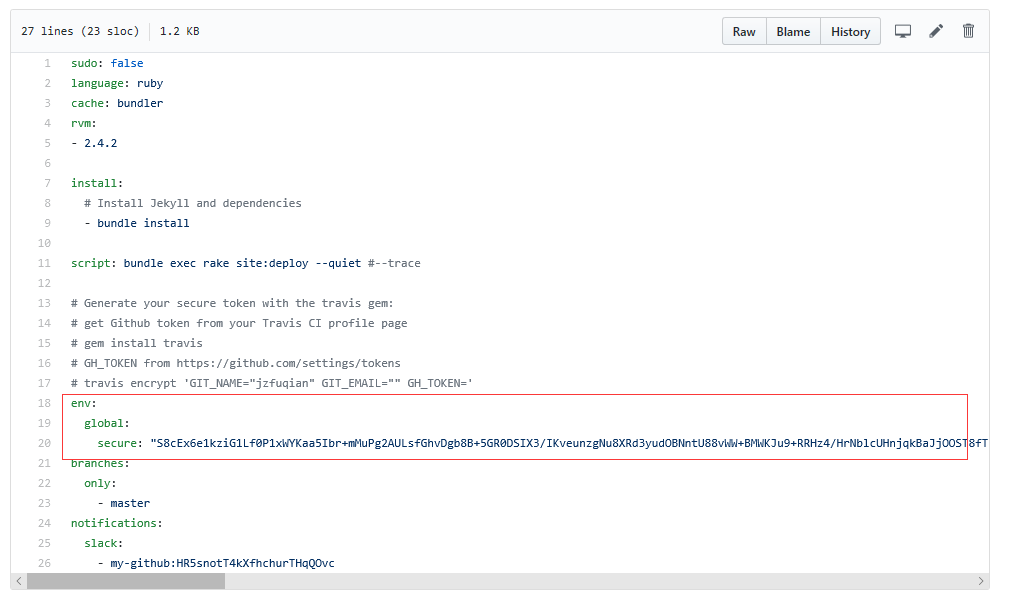 27 lines (23 sloc) 1.2 KB Raw Blame History
1 sudo: false
2 language: ruby
3 cache: bundler
4 rvm:
5 - 2.4.2
6
7 install:
8 # Install Jekyll and dependencies
9 - bundle install
10
11 script: bundle exec rake site:deploy --quiet #--trace
12
13 # Generate your secure token with the travis gem:
14 # get Github token from your Travis CI profile page
15 # gem install travis
16 # GH_TOKEN from https://github.com/settings/tokens
17 # travis encrypt 'GIT_NAME="jzfuqian" GIT_EMAIL="" GH_TOKEN='
18 env:
19 global:
20 secure: "S8cEx6e1kziG1Lf0P1xWYKaa5Ibr+mMuPg2AULsfGhvDgb8B+5GR0DSIX3/IKveunzgNu8XRd3yudOBNntU88vWW+BMWKJu9+RRHz4/HrNblcUHnjqkBaJjOOST8fT
21 branches:
22 only:
23 - master
24 notifications:
25 slack:
26 - my-github:HR5snotT4kXfhchurTHqQOvc